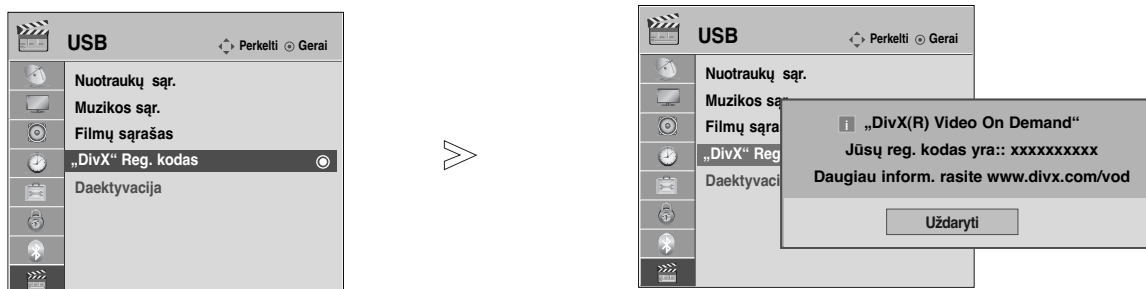 USB
Perkelti Gerai
Nuotraukų sąr.
Muzikos sąr.
Filmų sąrašas
„DivX“ Reg. kodas
Daektyvacija
USB
Perkelti Gerai
Nuotraukų sąr.
Muzikos są
Filmų sąra
„DivX“ Reg
Daektyvaci
„DivX(R) Video On Demand“
Jūsų reg. kodas yra:: xxxxxxxxxx
Daugiau inform. rasite www.divx.com/vod
Uždaryti